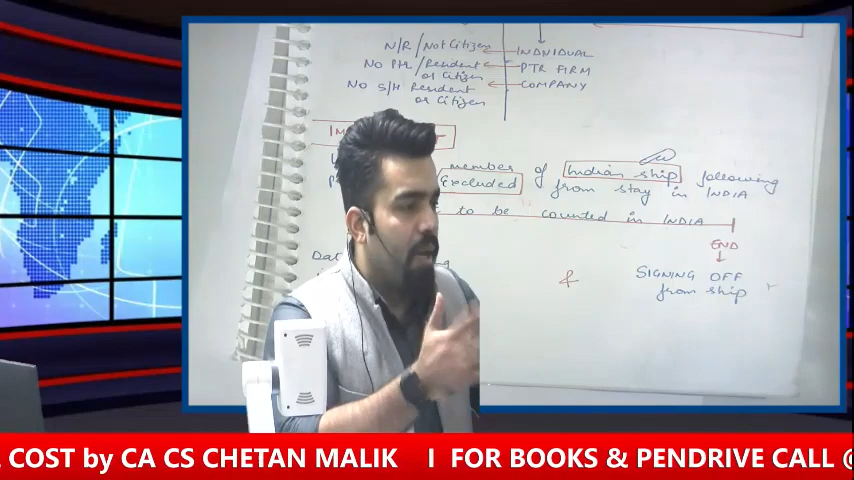 N/R / Not Citizen INDIVIDUAL
No PtR / Resident PTR FIRM
or Citizen
No S/H Resident COMPANY
or Citizen
member of Indian ship following
Excluded from stay in INDIA
to be counted in INDIA
END
& SIGNING OFF
from ship
COST by CA CS CHETAN MALIK I FOR BOOKS & PENDRIVE CALL @